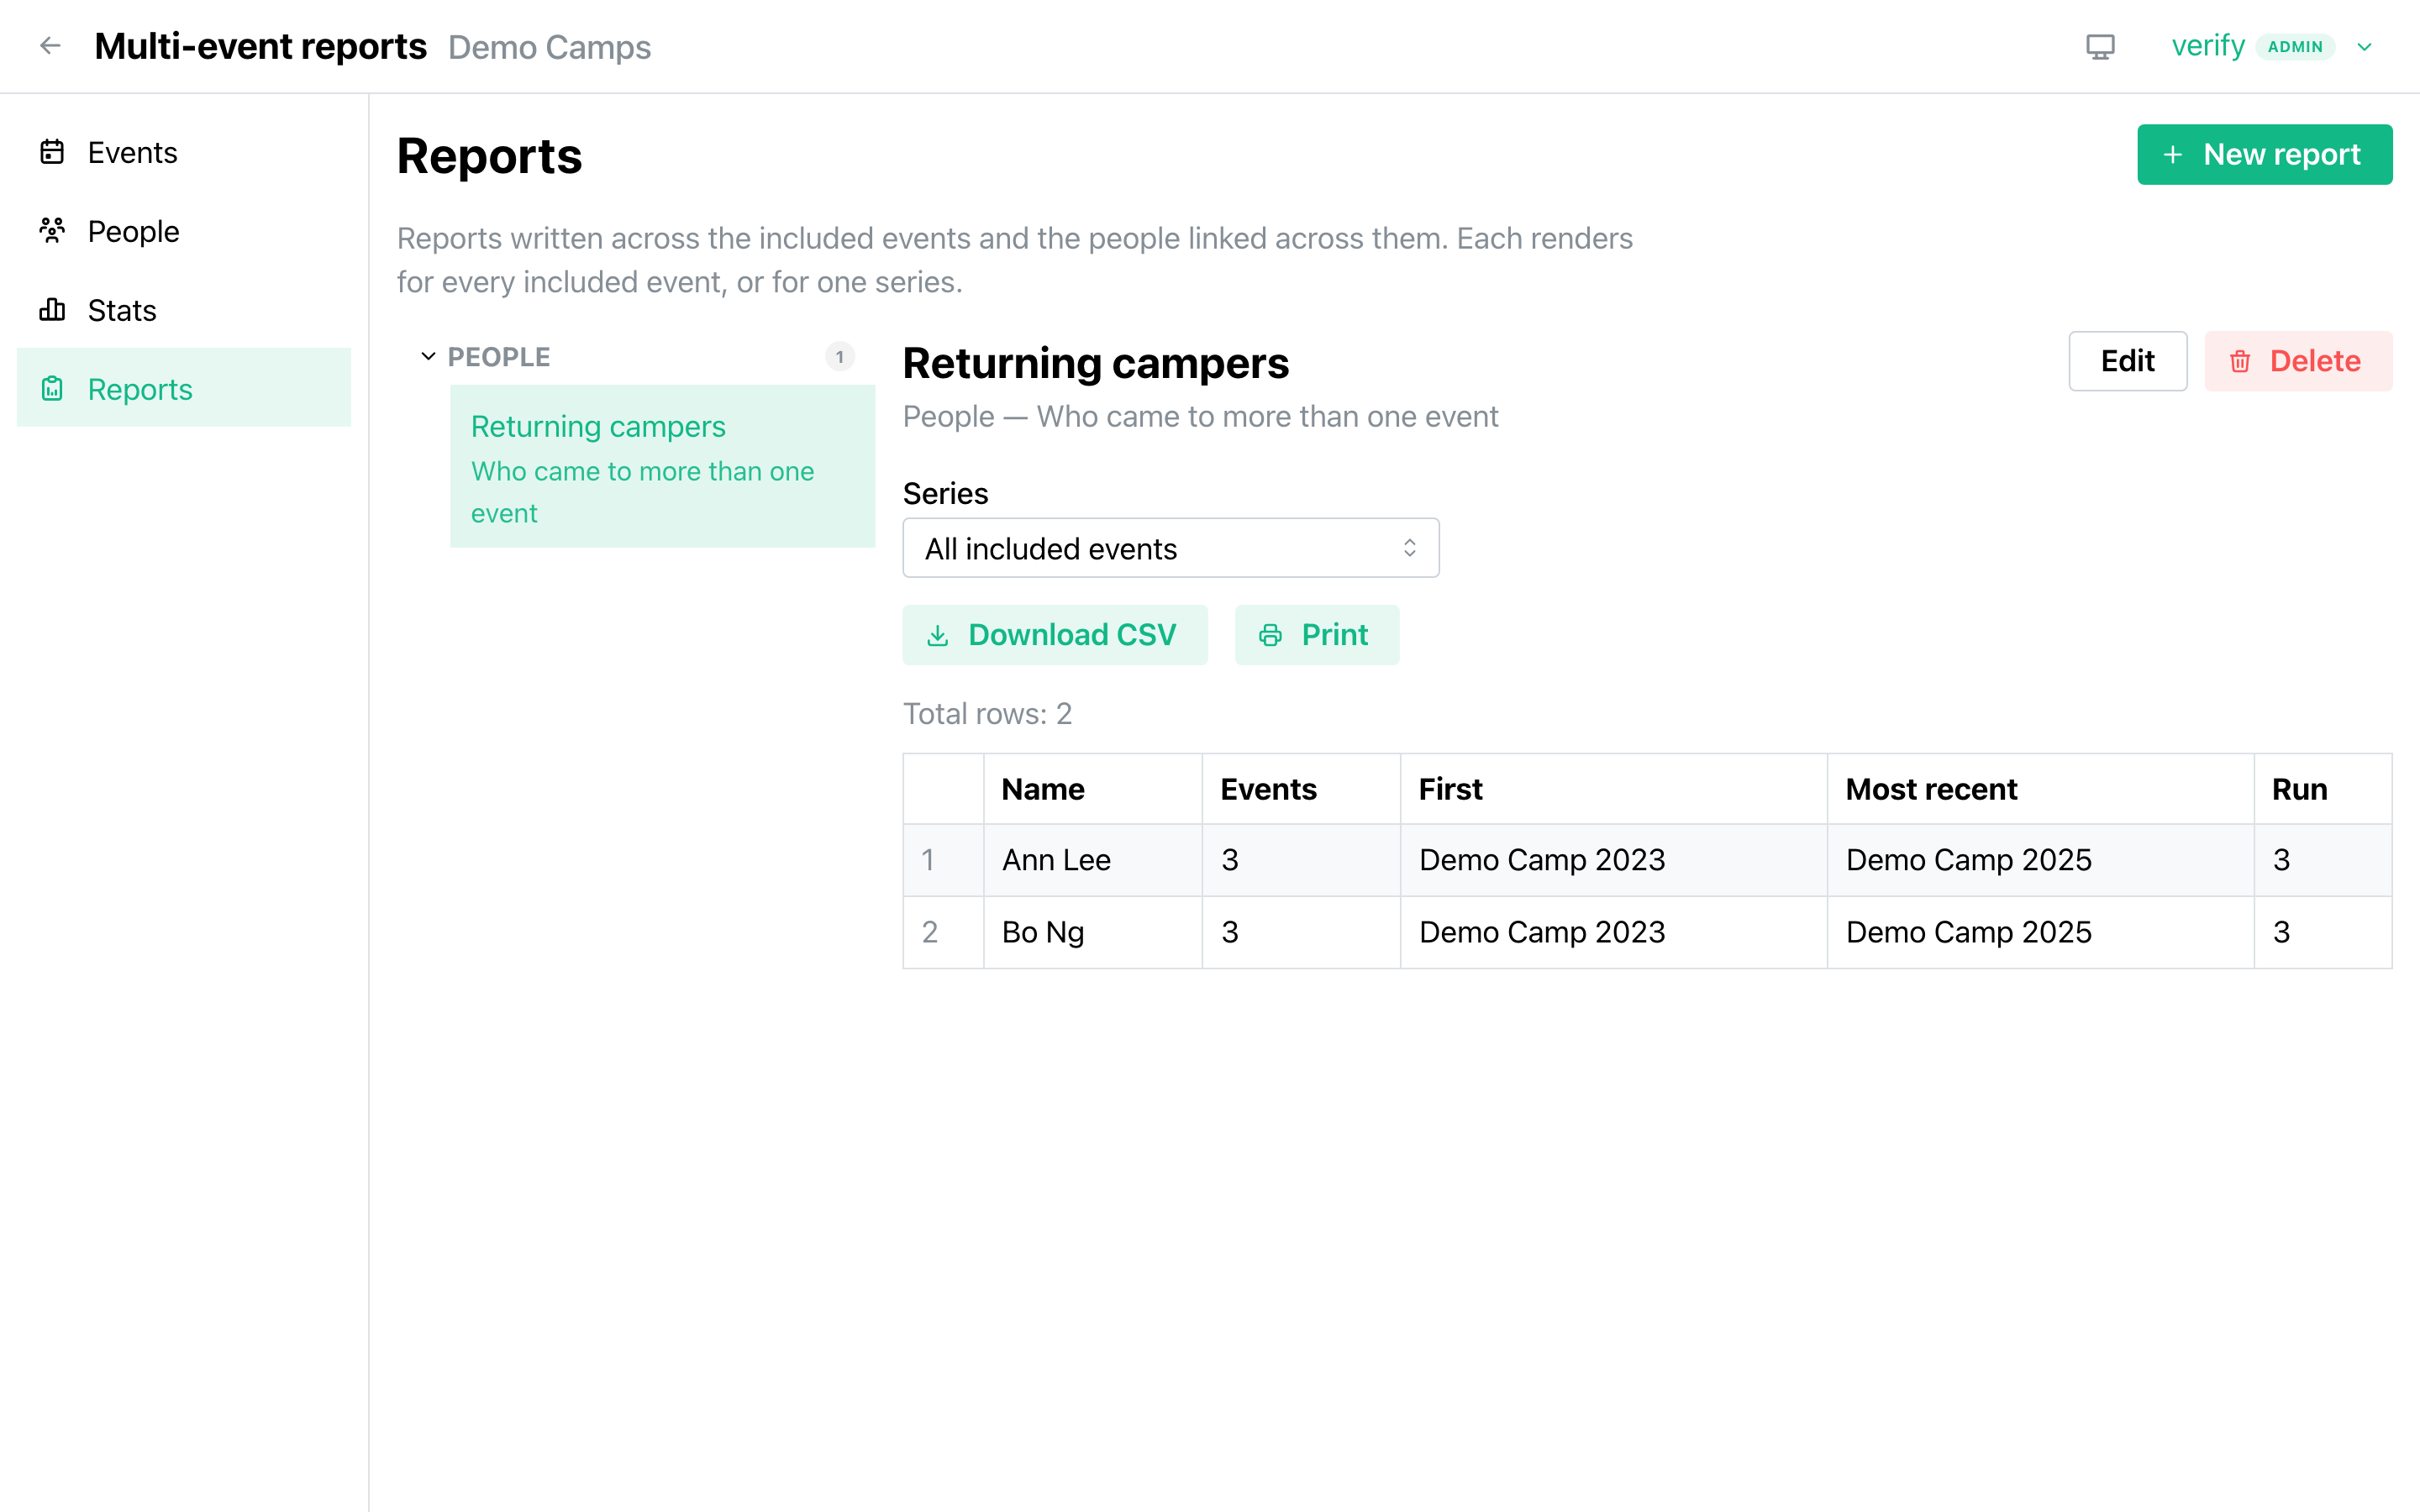 Multi-event reports Demo Camps
verify ADMIN
Events
People
Stats
Reports
Reports
New report
Reports written across the included events and the people linked across them. Each renders
for every included event, or for one series.
PEOPLE 1
Returning campers
Who came to more than one
event
Returning campers
Edit Delete
People — Who came to more than one event
Series
All included events
Download CSV Print
Total rows: 2
Name Events First Most recent Run
1 Ann Lee 3 Demo Camp 2023 Demo Camp 2025 3
2 Bo Ng 3 Demo Camp 2023 Demo Camp 2025 3